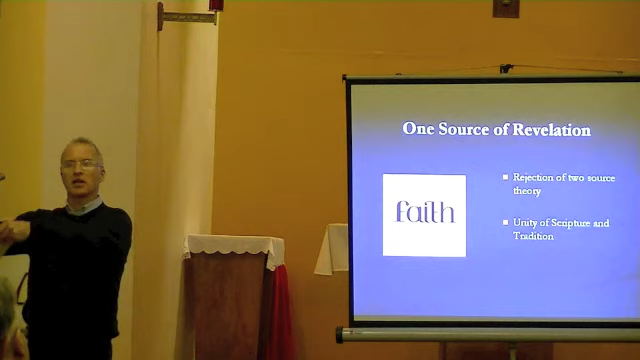 One Source of Revelation
faith
Rejection of two source
theory
Unity of Scripture and
Tradition